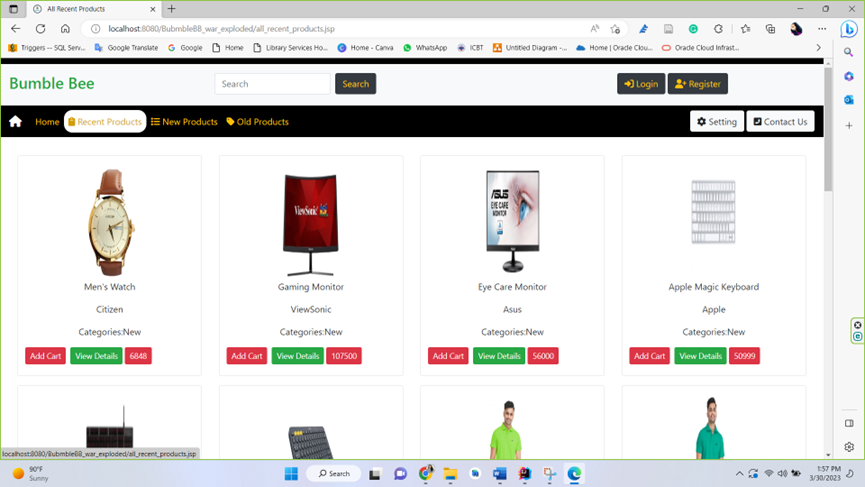 All Recent Products
localhost:8080/BubmbleBB_war_exploded/all_recent_products.jsp
Triggers -- SQL Serv...
Google Translate
Google
Home
Library Services Ho...
Home - Canva
WhatsApp
ICBT
Untitled Diagram -...
Home | Oracle Cloud...
Oracle Cloud Infrast...
Bumble Bee
Search
Search
Login
Register
Home
Recent Products
New Products
Old Products
Setting
Contact Us
ViewSonic
ASUS
EYE CARE
MONITOR
Men's Watch
Gaming Monitor
Eye Care Monitor
Apple Magic Keyboard
Citizen
ViewSonic
Asus
Apple
Categories:New
Categories:New
Categories:New
Categories:New
Add Cart View Details 6848
Add Cart View Details 107500
Add Cart View Details 56000
Add Cart View Details 50999
localhost:8080/BubmbleBB_war_exploded/all_recent_products.jsp
90°F
Sunny
Search
1:57 PM
3/30/2023